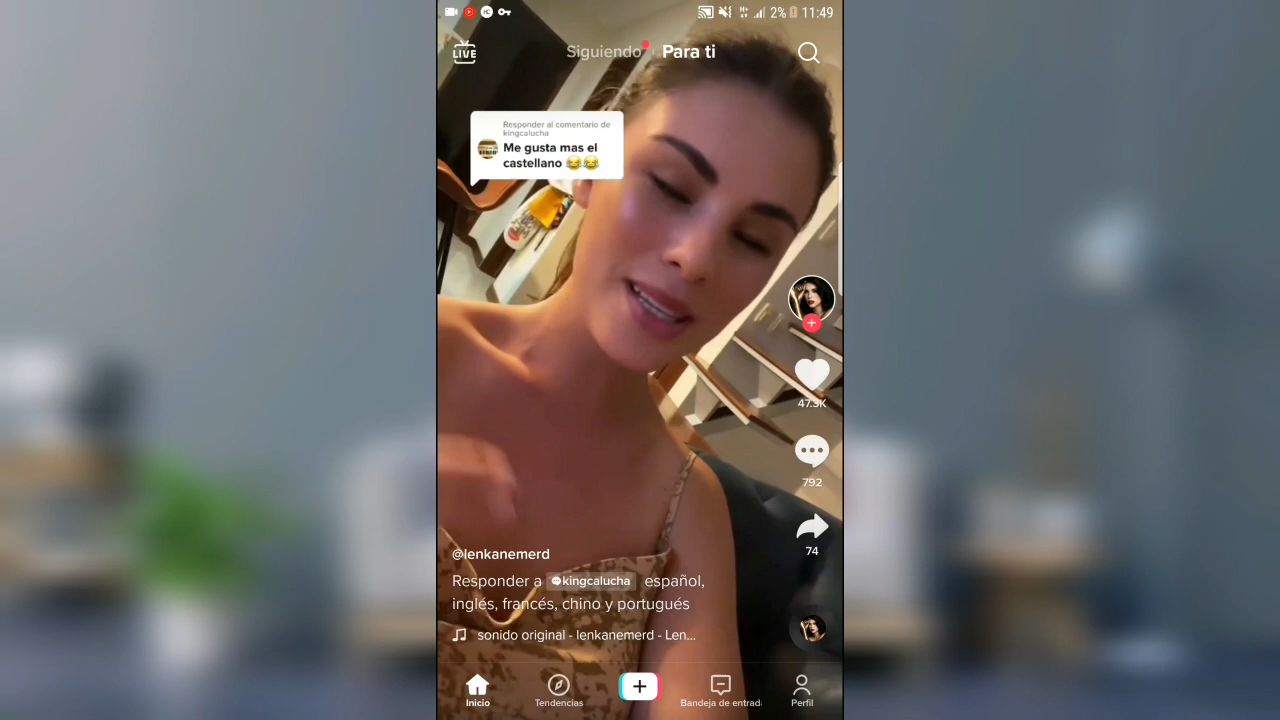 2% 11:49
LIVE
Siguiendo Para ti
Responder al comentario de
kingcalucha
Me gusta mas el
castellano 😂😂
47.3K
792
74
@lenkanemerd
Responder a kingcalucha español,
inglés, francés, chino y portugués
sonido original - lenkanemerd - Len...
Inicio
Tendencias
Bandeja de entrad
Perfil